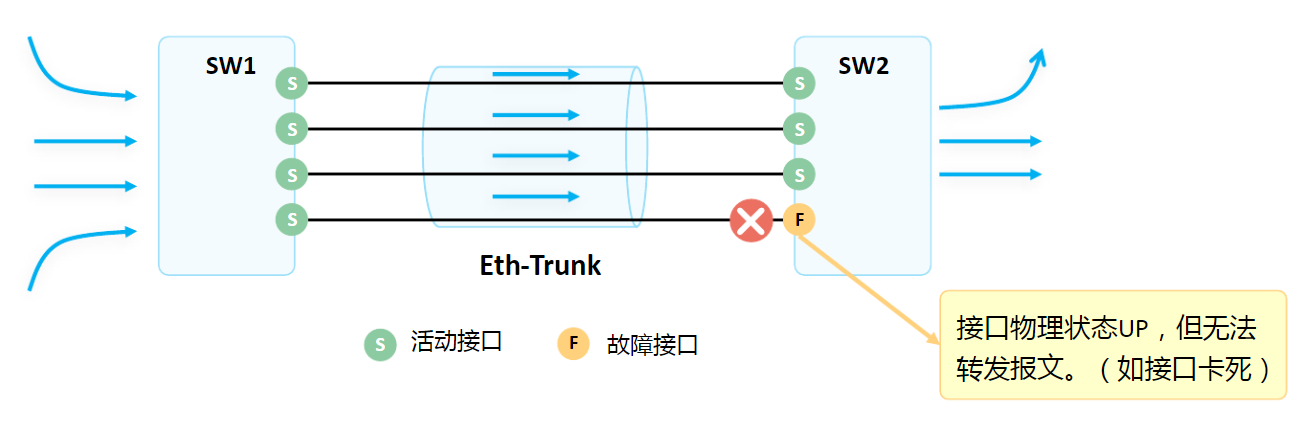 SW1
SW2
S
S
S
S
S
S
S
F
Eth-Trunk
S 活动接口
F 故障接口
接口物理状态UP，但无法
转发报文。（如接口卡死）